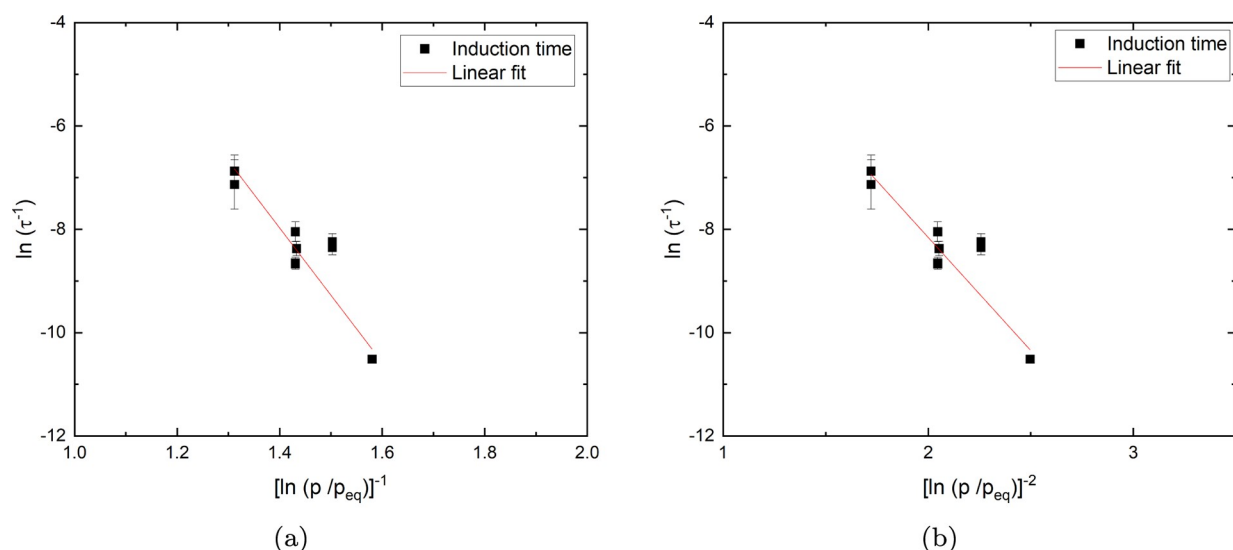 -4
-6
-8
-10
-12
ln (τ⁻¹)
Induction time
Linear fit
1.0 1.2 1.4 1.6 1.8 2.0
[ln (p /p_eq)]⁻¹
(a)
-4
-6
-8
-10
-12
ln (τ⁻¹)
Induction time
Linear fit
1 2 3
[ln (p /p_eq)]⁻²
(b)